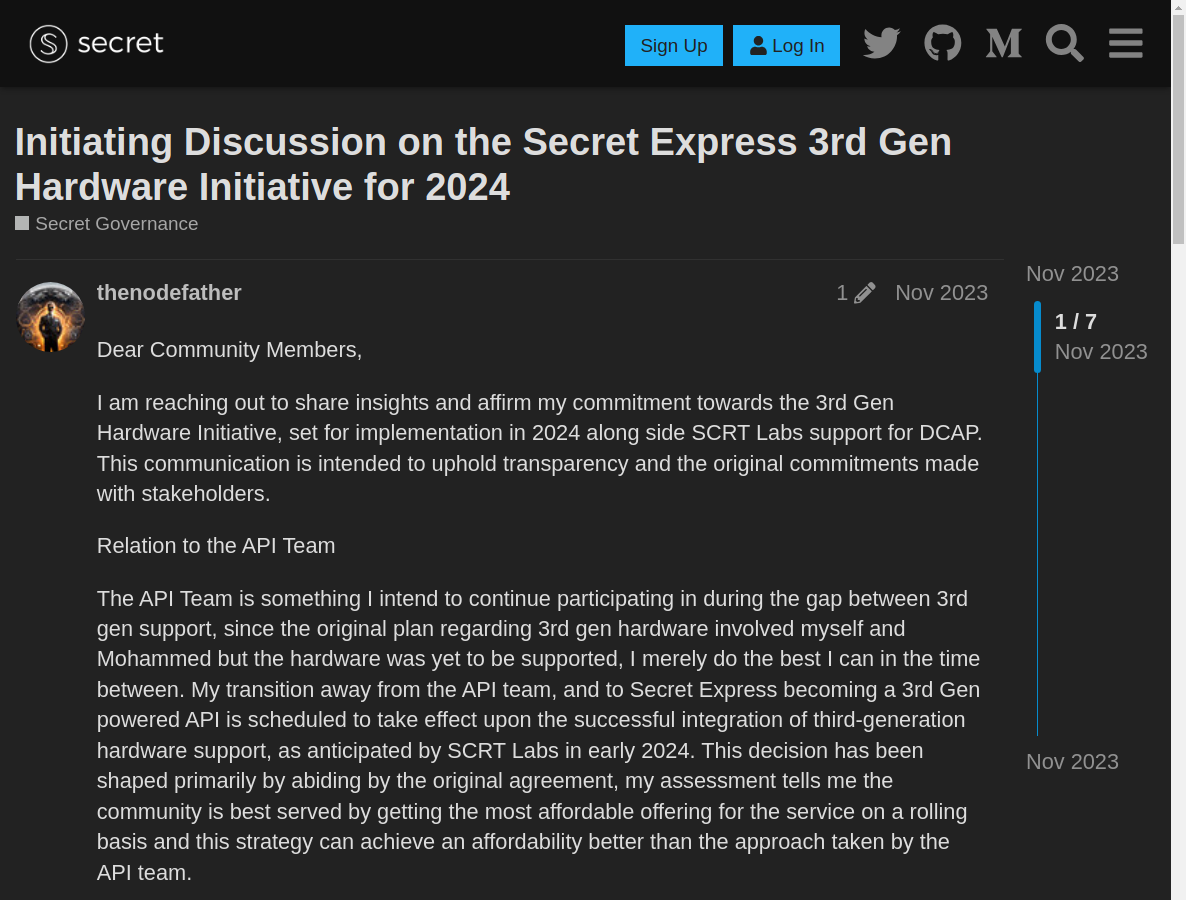 secret
Sign Up
Log In
Initiating Discussion on the Secret Express 3rd Gen
Hardware Initiative for 2024
Secret Governance
thenodefather
1
Nov 2023
Dear Community Members,
I am reaching out to share insights and affirm my commitment towards the 3rd Gen
Hardware Initiative, set for implementation in 2024 along side SCRT Labs support for DCAP.
This communication is intended to uphold transparency and the original commitments made
with stakeholders.
Relation to the API Team
The API Team is something I intend to continue participating in during the gap between 3rd
gen support, since the original plan regarding 3rd gen hardware involved myself and
Mohammed but the hardware was yet to be supported, I merely do the best I can in the time
between. My transition away from the API team, and to Secret Express becoming a 3rd Gen
powered API is scheduled to take effect upon the successful integration of third-generation
hardware support, as anticipated by SCRT Labs in early 2024. This decision has been
shaped primarily by abiding by the original agreement, my assessment tells me the
community is best served by getting the most affordable offering for the service on a rolling
basis and this strategy can achieve an affordability better than the approach taken by the
API team.
Nov 2023
1 / 7
Nov 2023
Nov 2023